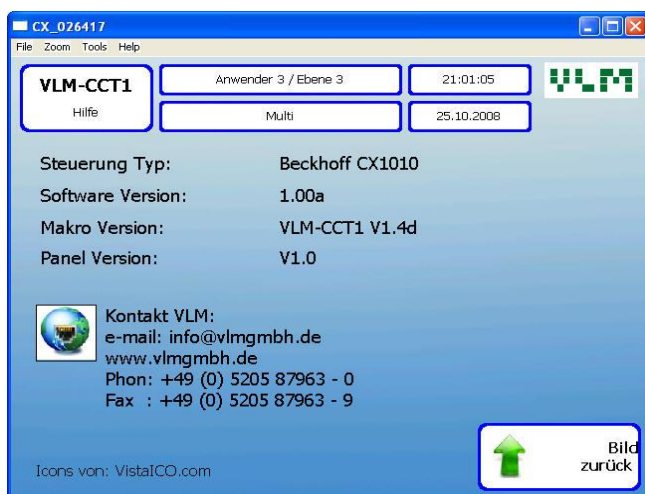 CX_026417
File Zoom Tools Help
VLM-CCT1
Hilfe
Anwender 3 / Ebene 3
21:01:05
VLM
Multi
25.10.2008
Steuerung Typ: Beckhoff CX1010
Software Version: 1.00a
Makro Version: VLM-CCT1 V1.4d
Panel Version: V1.0
Kontakt VLM:
e-mail: info@vlmgmbh.de
www.vlmgmbh.de
Phon: +49 (0) 5205 87963 - 0
Fax : +49 (0) 5205 87963 - 9
Icons von: VistaICO.com
Bild
zurück